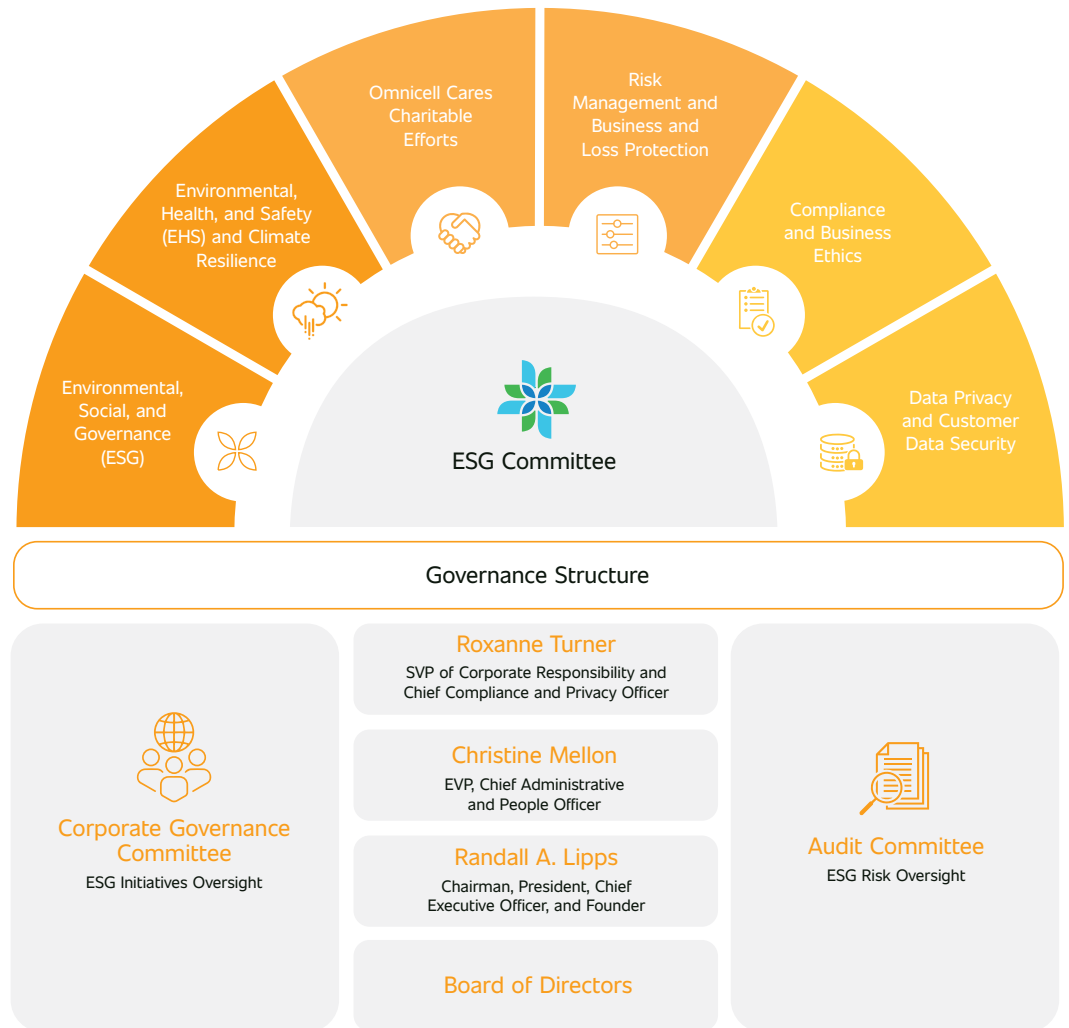 Environmental,
Social, and
Governance
(ESG)
Environmental,
Health, and Safety
(EHS) and Climate
Resilience
Omnicell Cares
Charitable
Efforts
Risk
Management and
Business and
Loss Protection
Compliance
and Business
Ethics
Data Privacy
and Customer
Data Security
ESG Committee
Governance Structure
Corporate Governance
Committee
ESG Initiatives Oversight
Roxanne Turner
SVP of Corporate Responsibility and
Chief Compliance and Privacy Officer
Christine Mellon
EVP, Chief Administrative
and People Officer
Randall A. Lipps
Chairman, President, Chief
Executive Officer, and Founder
Board of Directors
Audit Committee
ESG Risk Oversight